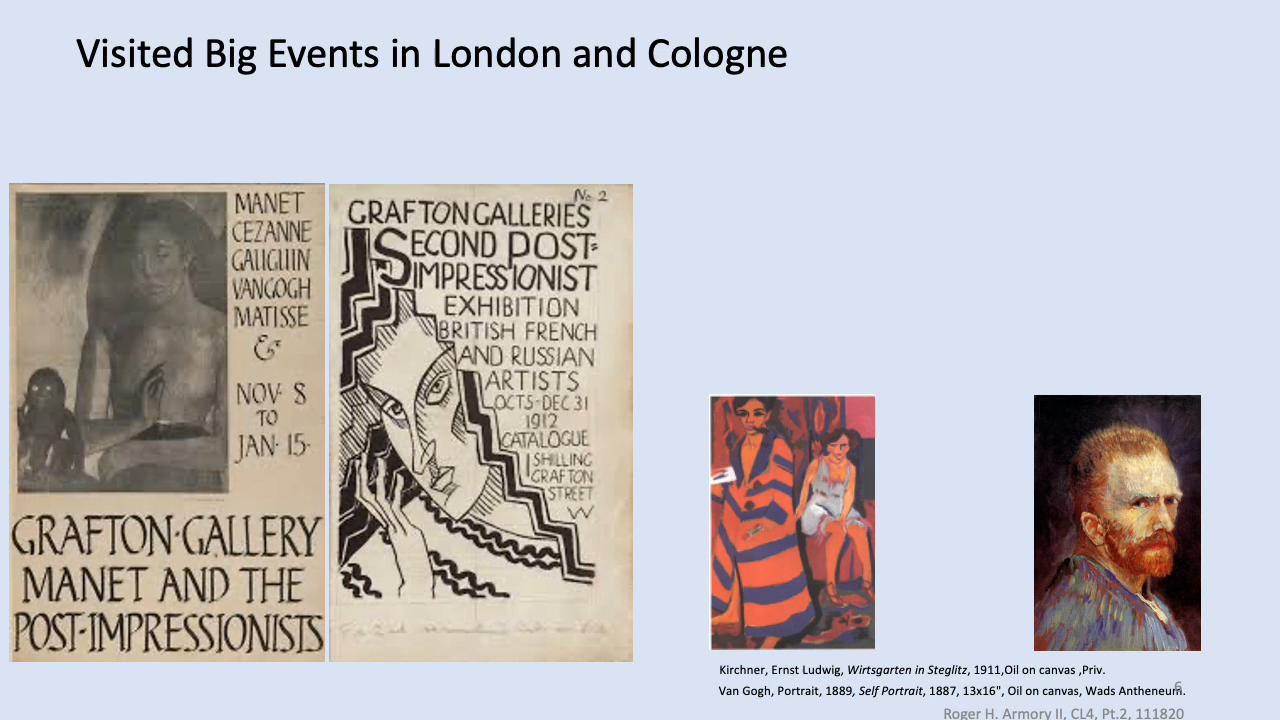 Visited Big Events in London and Cologne
MANET
CEZANNE
GAUGUIN
VANGOGH
MATISSE
&
NOV· 8
TO
JAN· 15·
GRAFTON·GALLERY
MANET AND THE
POST-IMPRESSIONISTS
No 2
GRAFTON GALLERIES
SECOND POST-
IMPRESSIONIST
EXHIBITION
BRITISH FRENCH
AND RUSSIAN
ARTISTS
OCT 5-DEC 31
1912
CATALOGUE
1 SHILLING
GRAFTON
STREET
W
Kirchner, Ernst Ludwig, Wirtsgarten in Steglitz, 1911,Oil on canvas ,Priv.
Van Gogh, Portrait, 1889, Self Portrait, 1887, 13x16", Oil on canvas, Wads Antheneum.
6
Roger H. Armory II, CL4, Pt.2, 111820